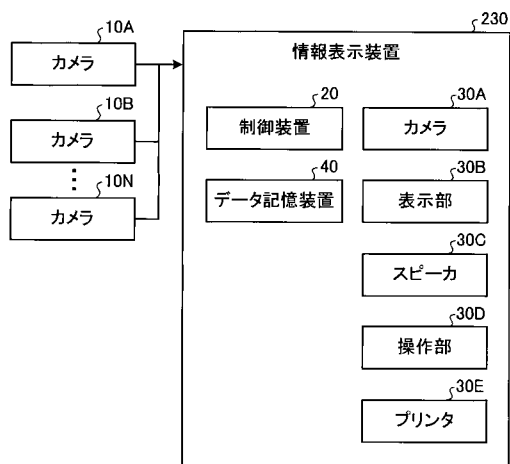 10A
カメラ
10B
カメラ
10N
カメラ
230
情報表示装置
20
制御装置
30A
カメラ
40
データ記憶装置
30B
表示部
30C
スピーカ
30D
操作部
30E
プリンタ